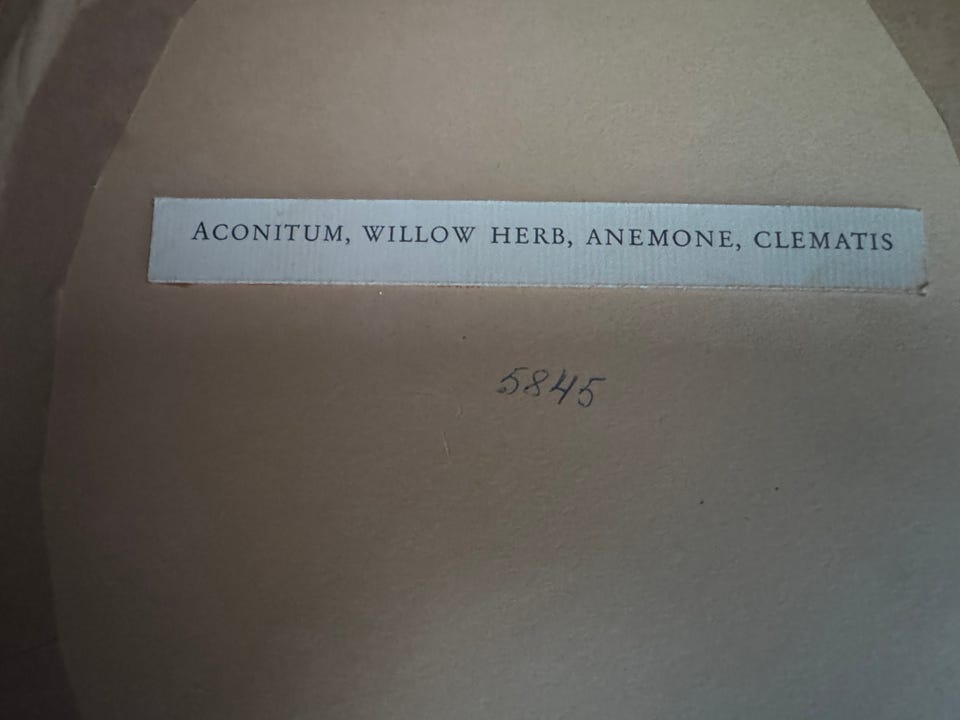 ACONITUM, WILLOW HERB, ANEMONE, CLEMATIS
5845